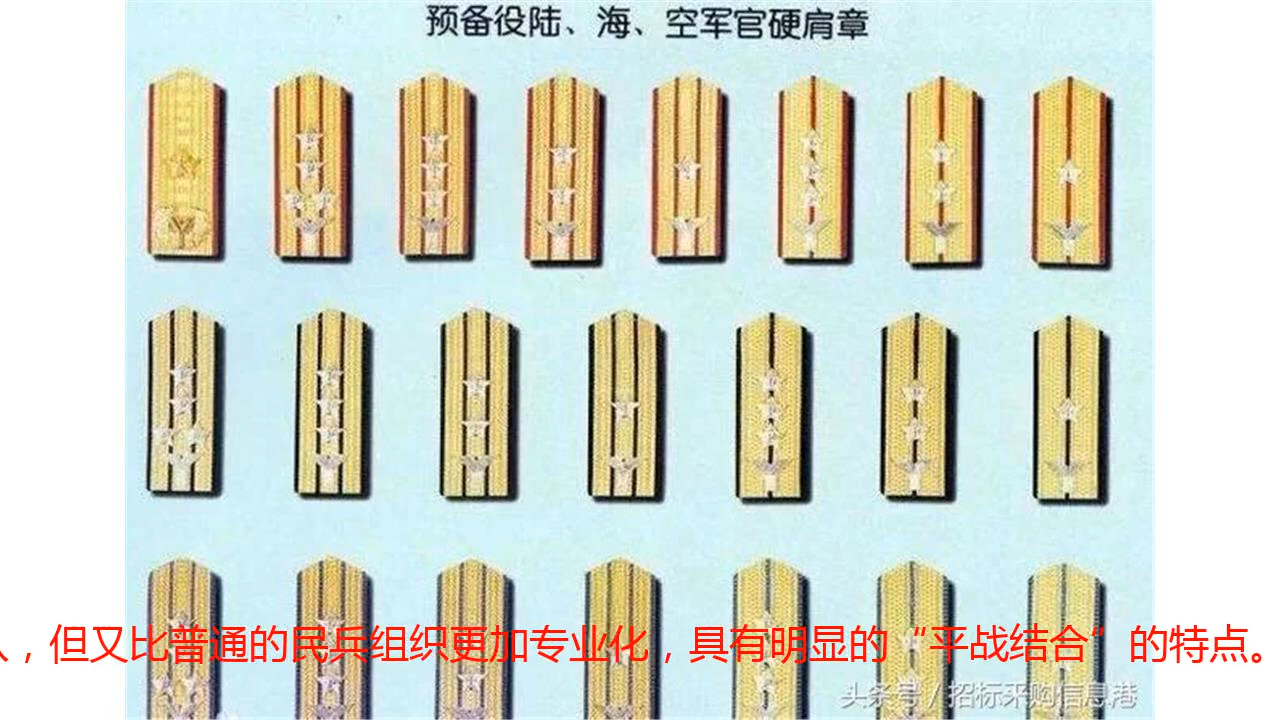 预备役陆、海、空军官硬肩章
，但又比普通的民兵组织更加专业化，具有明显的“平战结合”的特点。
头条号 / 招标采购信息港